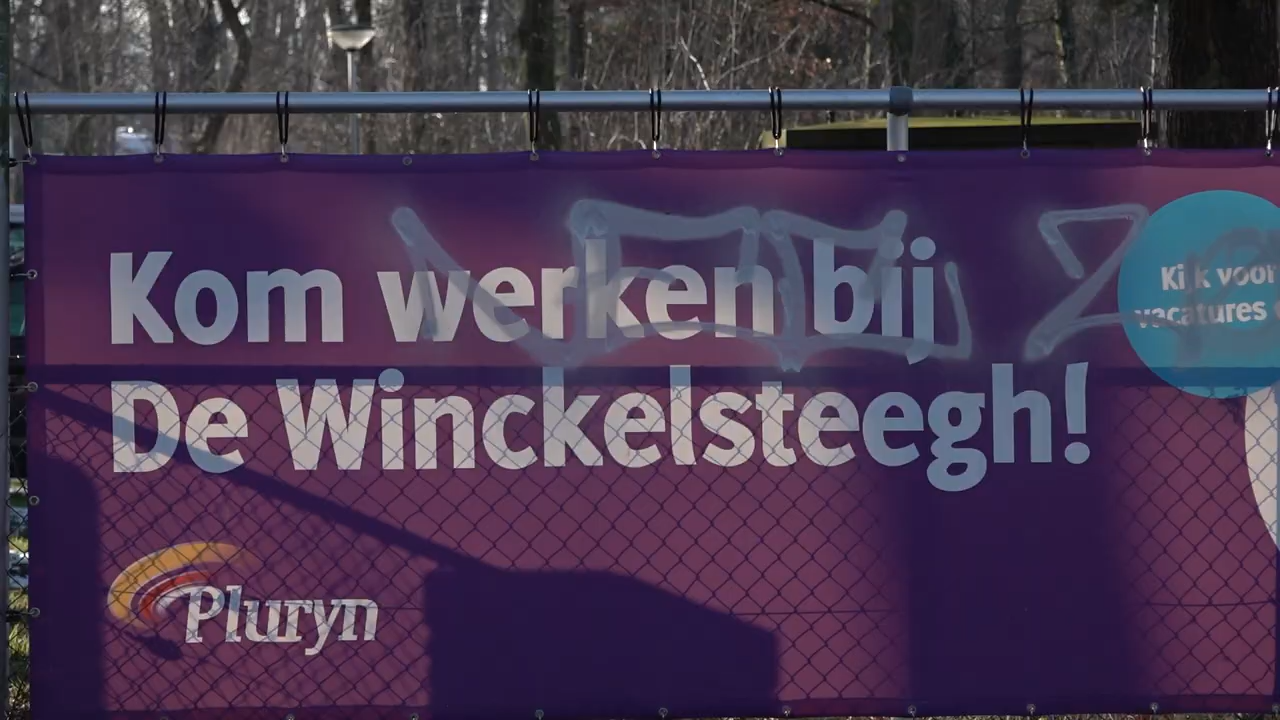 Kom werken bij
De Winckelsteegh!
Kijk voor
vacatures
Pluryn